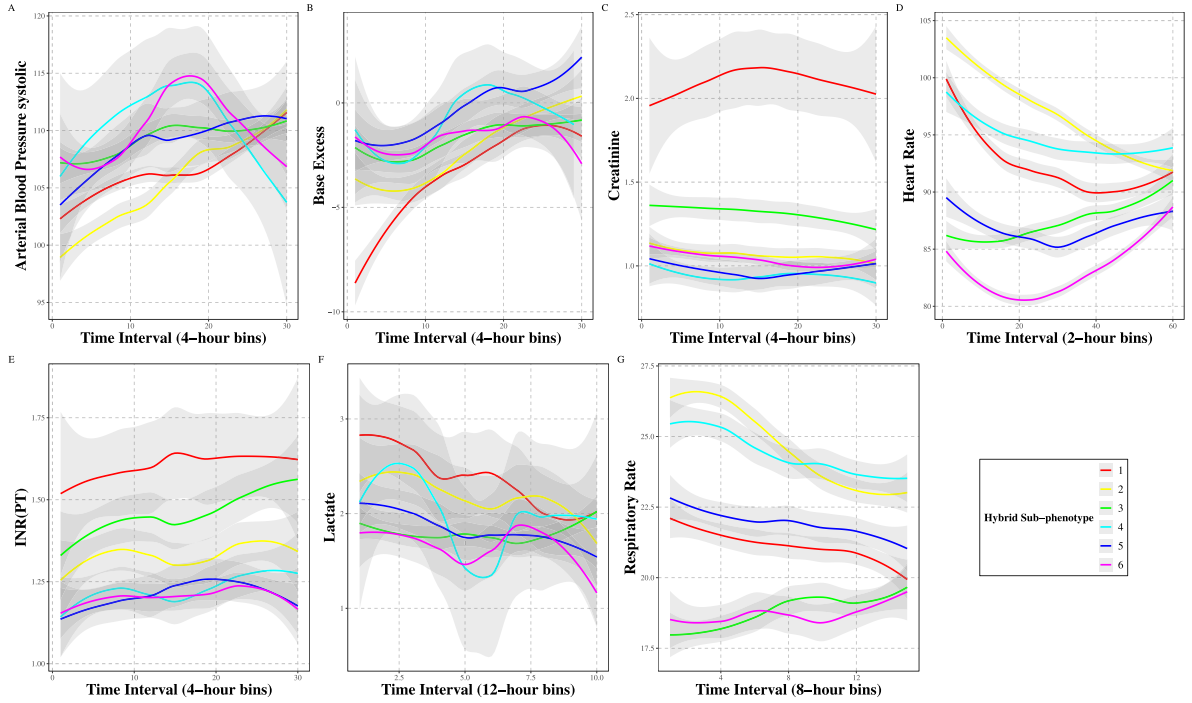 A
B
C
D
Arterial Blood Pressure systolic
120
115
110
105
100
95
0
10
20
30
Time Interval (4−hour bins)
Base Excess
0
−5
−10
0
10
20
30
Time Interval (4−hour bins)
Creatinine
2.5
2.0
1.5
1.0
0
10
20
30
Time Interval (4−hour bins)
Heart Rate
105
100
95
90
85
80
0
20
40
60
Time Interval (2−hour bins)
E
F
G
INR(PT)
1.75
1.50
1.25
1.00
0
10
20
30
Time Interval (4−hour bins)
Lactate
3
2
1
2.5
5.0
7.5
10.0
Time Interval (12−hour bins)
Respiratory Rate
27.5
25.0
22.5
20.0
17.5
4
8
12
Time Interval (8−hour bins)
Hybrid Sub−phenotype
1
2
3
4
5
6